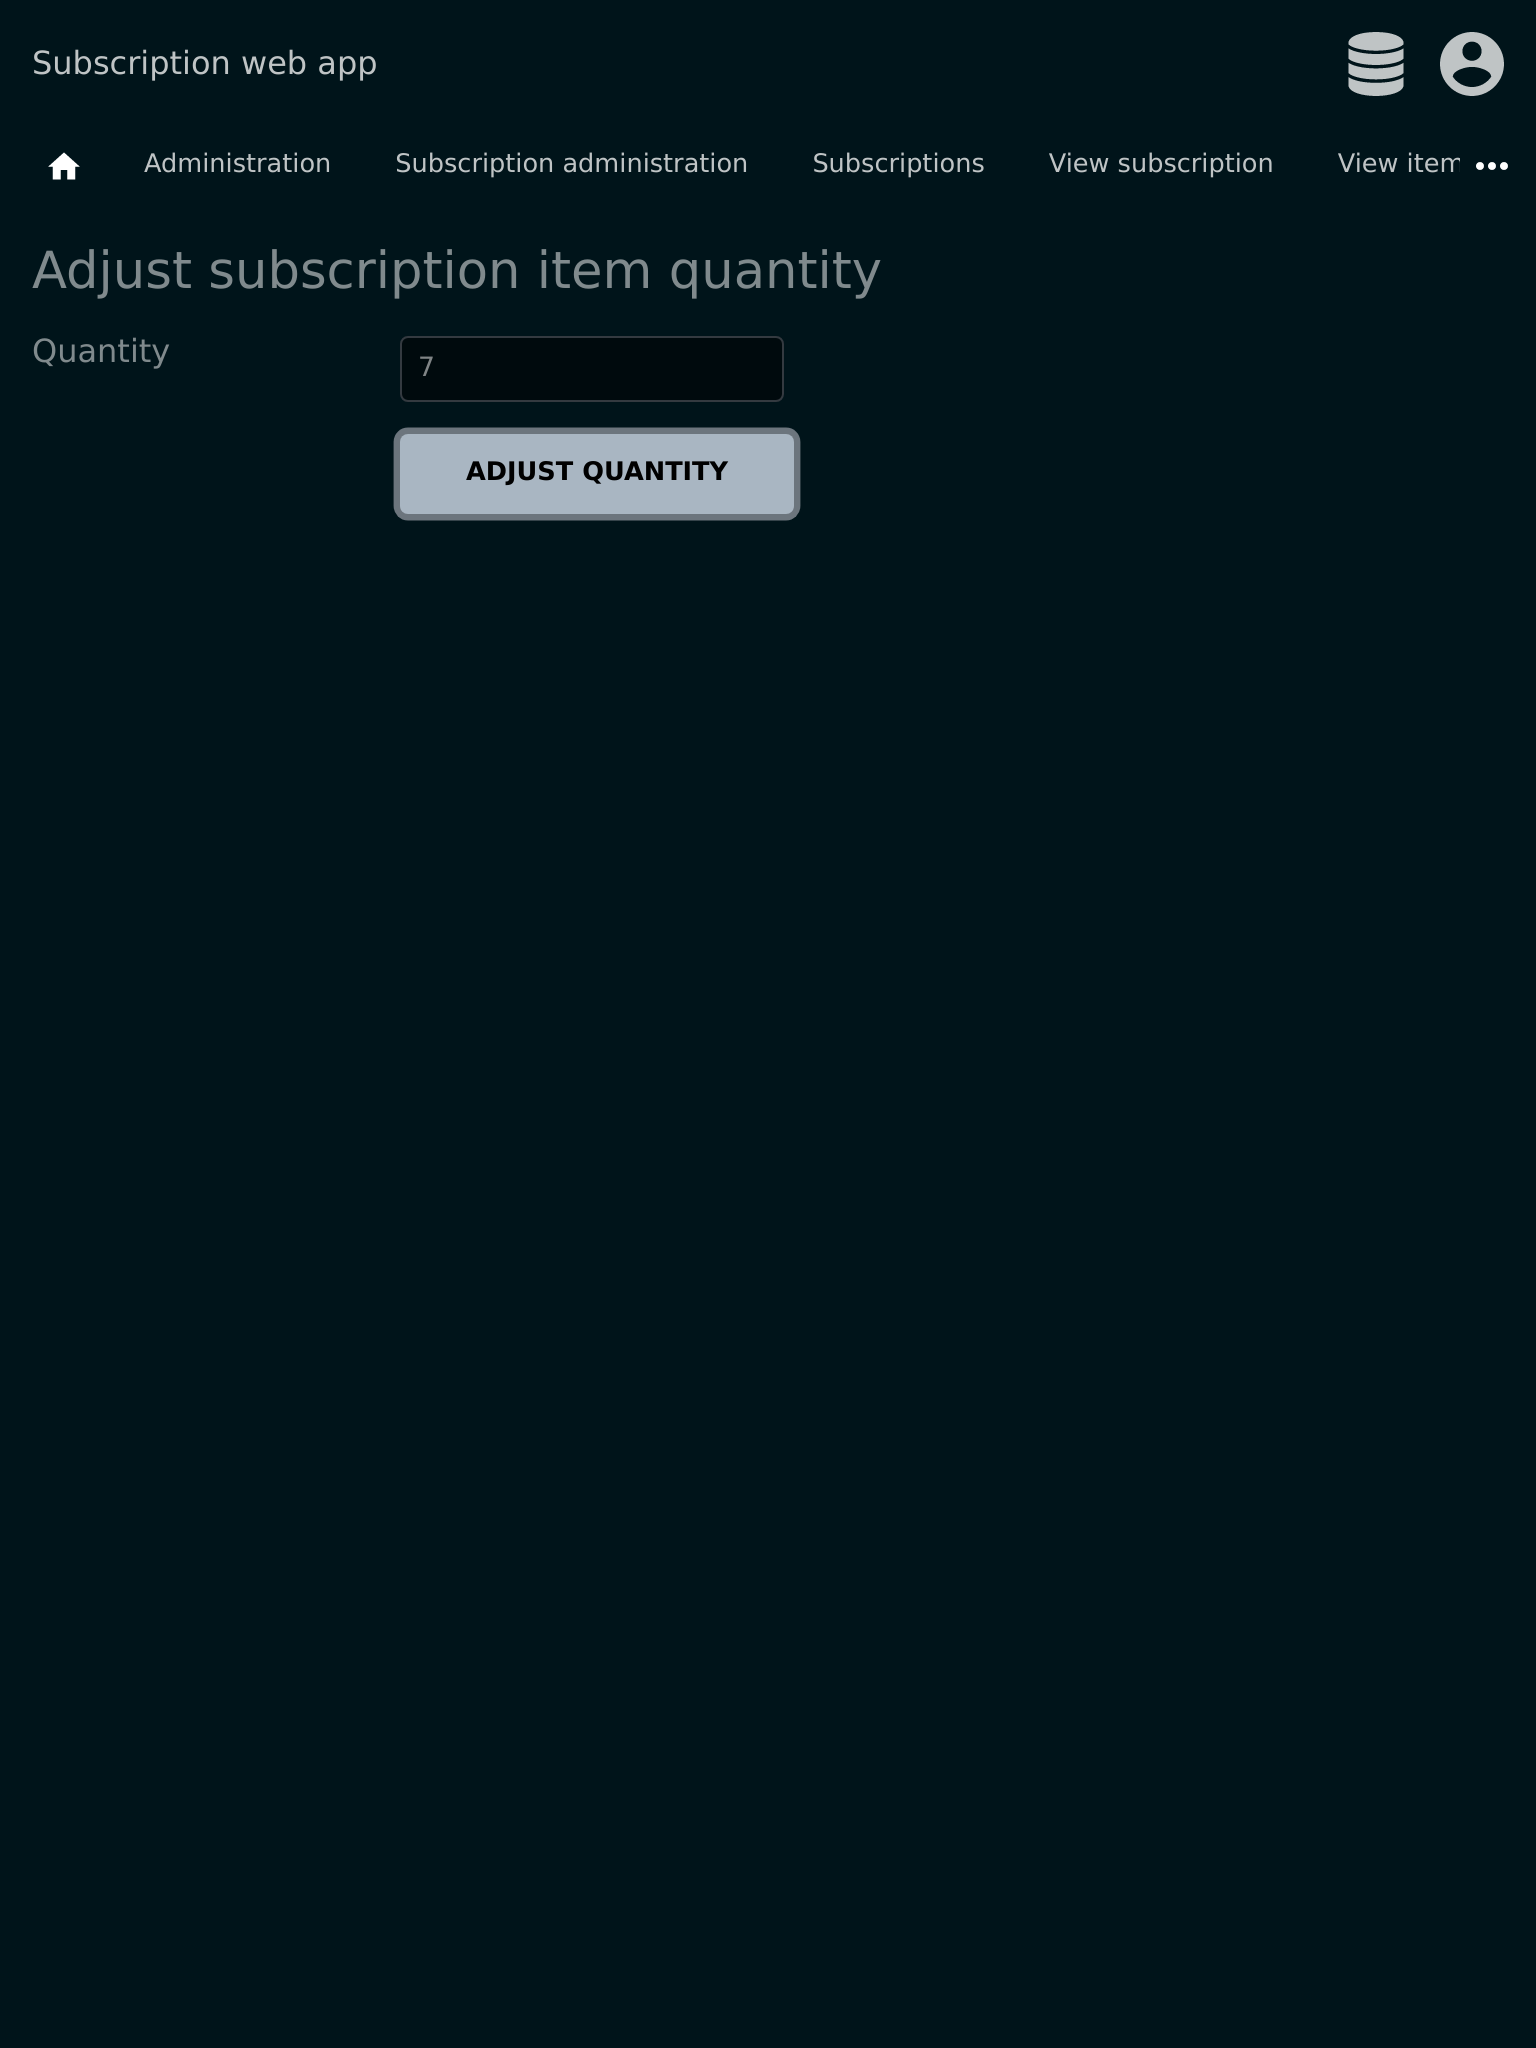 Subscription web app
Administration Subscription administration Subscriptions View subscription View item
Adjust subscription item quantity
Quantity 7
ADJUST QUANTITY